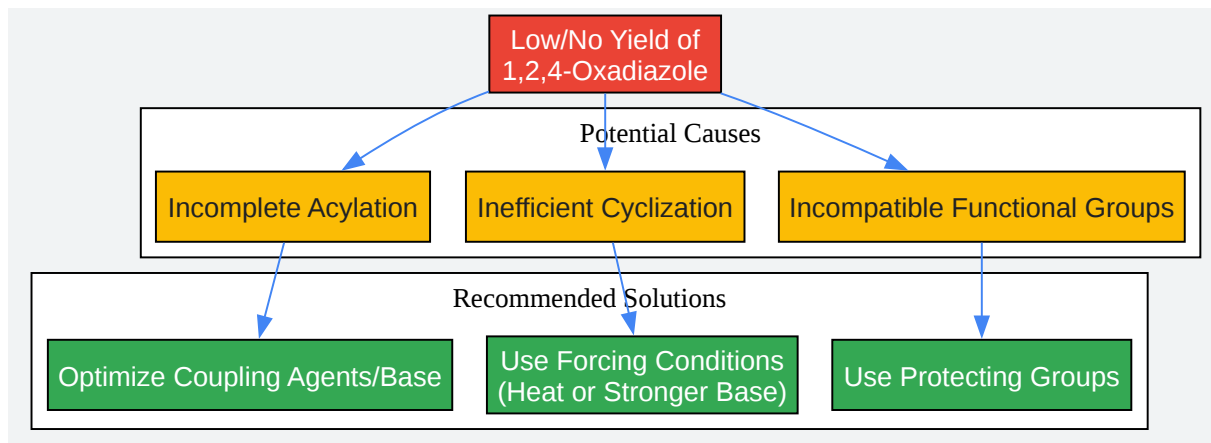 Low/No Yield of
1,2,4-Oxadiazole
Potential Causes
Incomplete Acylation
Inefficient Cyclization
Incompatible Functional Groups
Recommended Solutions
Optimize Coupling Agents/Base
Use Forcing Conditions
(Heat or Stronger Base)
Use Protecting Groups